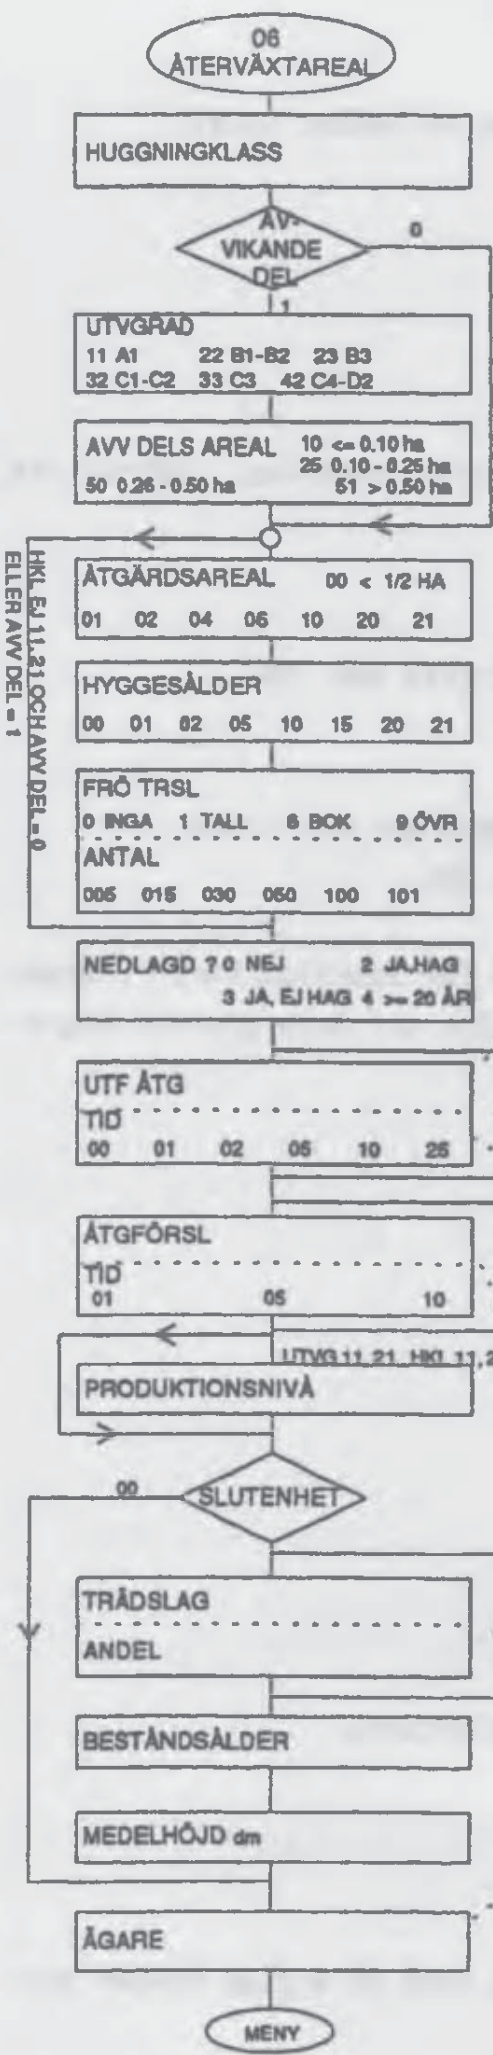 06
ÅTERVÄXTAREAL
HUGGNINGKLASS
AV-
VIKANDE
DEL
0
1
UTVGRAD
11 A1 22 B1-B2 23 B3
32 C1-C2 33 C3 42 C4-D2
AVV DELS AREAL 10 <= 0.10 ha
25 0.10 - 0.25 ha
50 0.26 - 0.50 ha 51 > 0.50 ha
HKL EJ 11, 21 OCH AVV DEL = 0
ELLER AVV DEL = 1
ÅTGÄRDSAREAL 00 < 1/2 HA
01 02 04 06 10 20 21
HYGGESÅLDER
00 01 02 05 10 15 20 21
FRÖ TRSL
0 INGA 1 TALL 6 BOK 9 ÖVR
ANTAL
005 015 030 050 100 101
NEDLAGD ? 0 NEJ 2 JA,HAG
3 JA, EJ HAG 4 >= 20 ÅR
UTF ÅTG
TID
00 01 02 05 10 25
ÅTGFÖRSL
TID
01 05 10
UTVG 11, 21, HKL 11, 2
PRODUKTIONSNIVÅ
SLUTENHET
00
TRÄDSLAG
ANDEL
BESTÅNDSÅLDER
MEDELHÖJD dm
ÄGARE
MENY